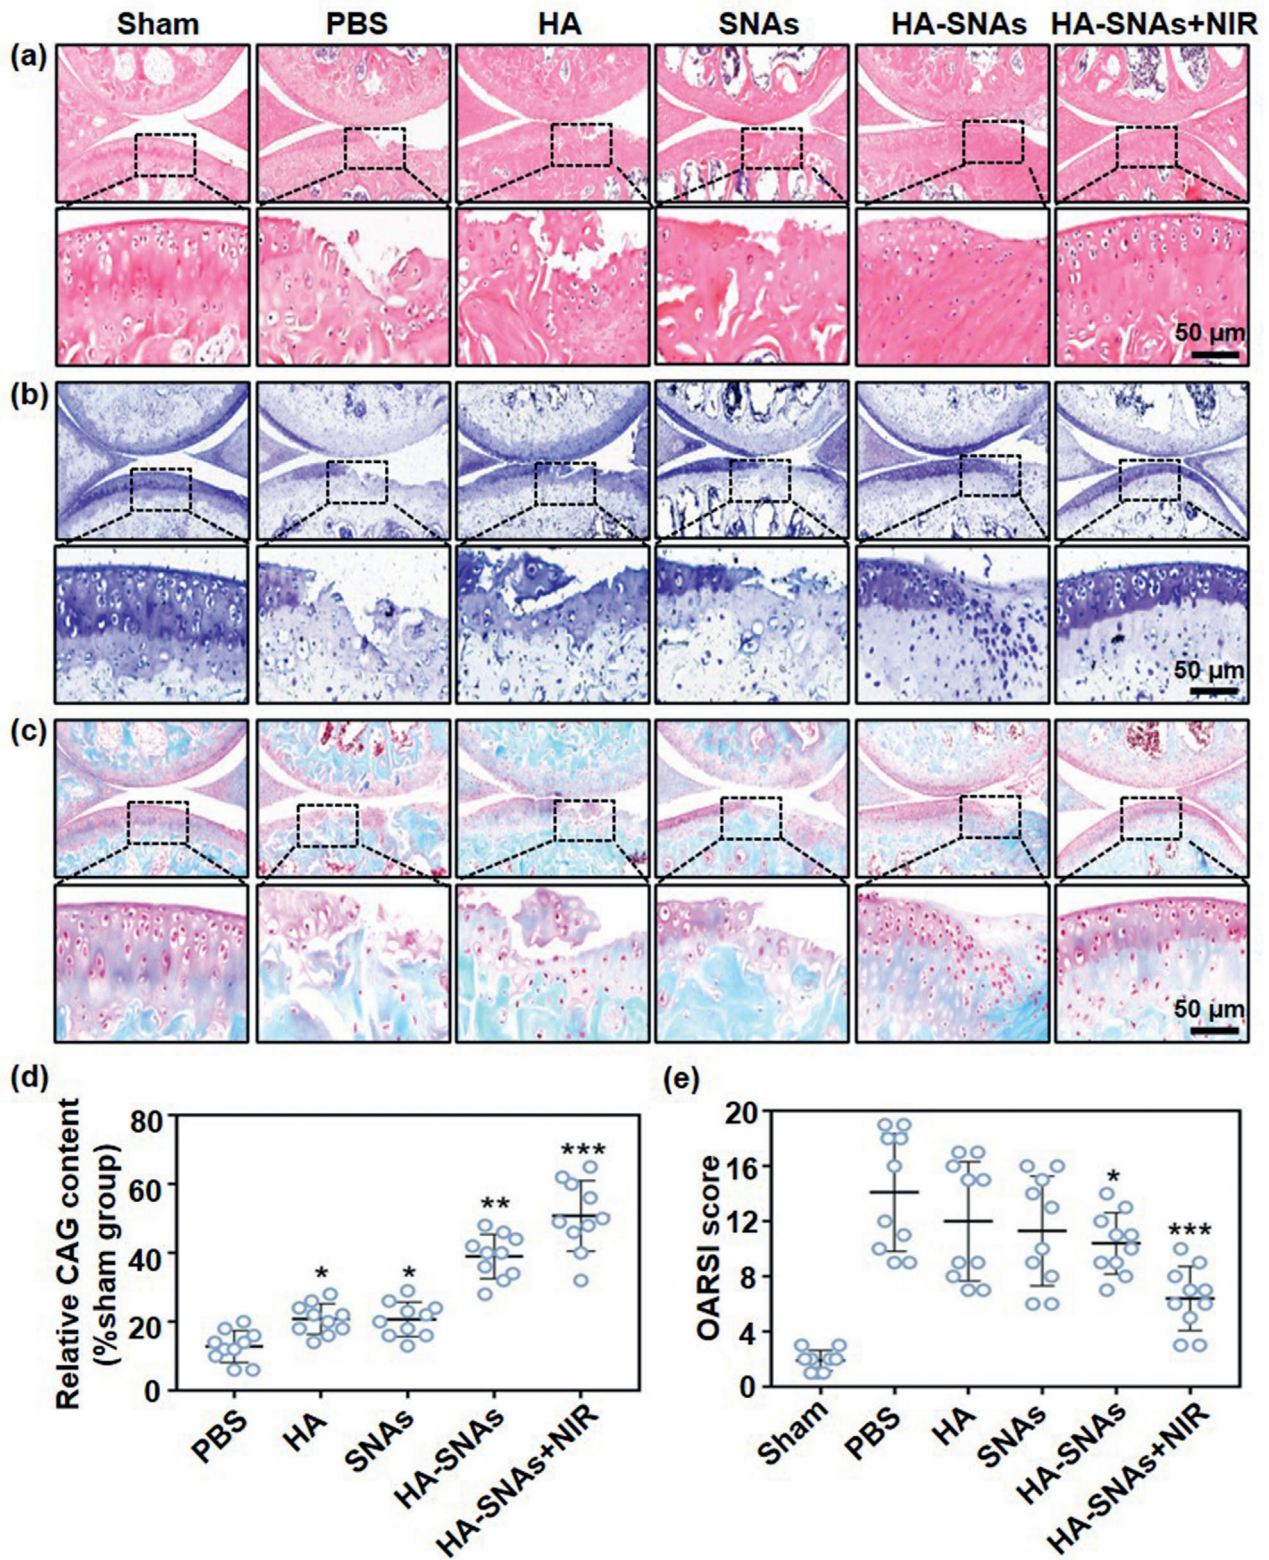 Sham PBS HA SNAs HA-SNAs HA-SNAs+NIR
(a)
50 µm
(b)
50 µm
(c)
50 µm
(d)
Relative CAG content
(%sham group)
80
60
40
20
0
*
*
**
***
PBS
HA
SNAs
HA-SNAs
HA-SNAs+NIR
(e)
OARSI score
20
16
12
8
4
0
*
***
Sham
PBS
HA
SNAs
HA-SNAs
HA-SNAs+NIR